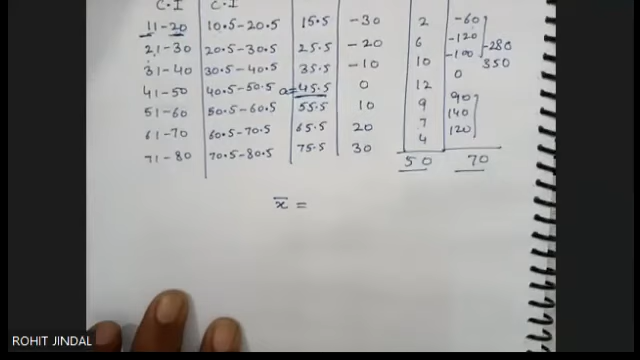 C.I C.I
11-20 10.5-20.5 15.5 -30 2 -60
21-30 20.5-30.5 25.5 -20 6 -120
31-40 30.5-40.5 35.5 -10 10 -100 -280
41-50 40.5-50.5 a=45.5 0 12 0 350
51-60 50.5-60.5 55.5 10 9 90
61-70 60.5-70.5 65.5 20 7 140
71-80 70.5-80.5 75.5 30 4 120
50 70
x̄ =
ROHIT JINDAL